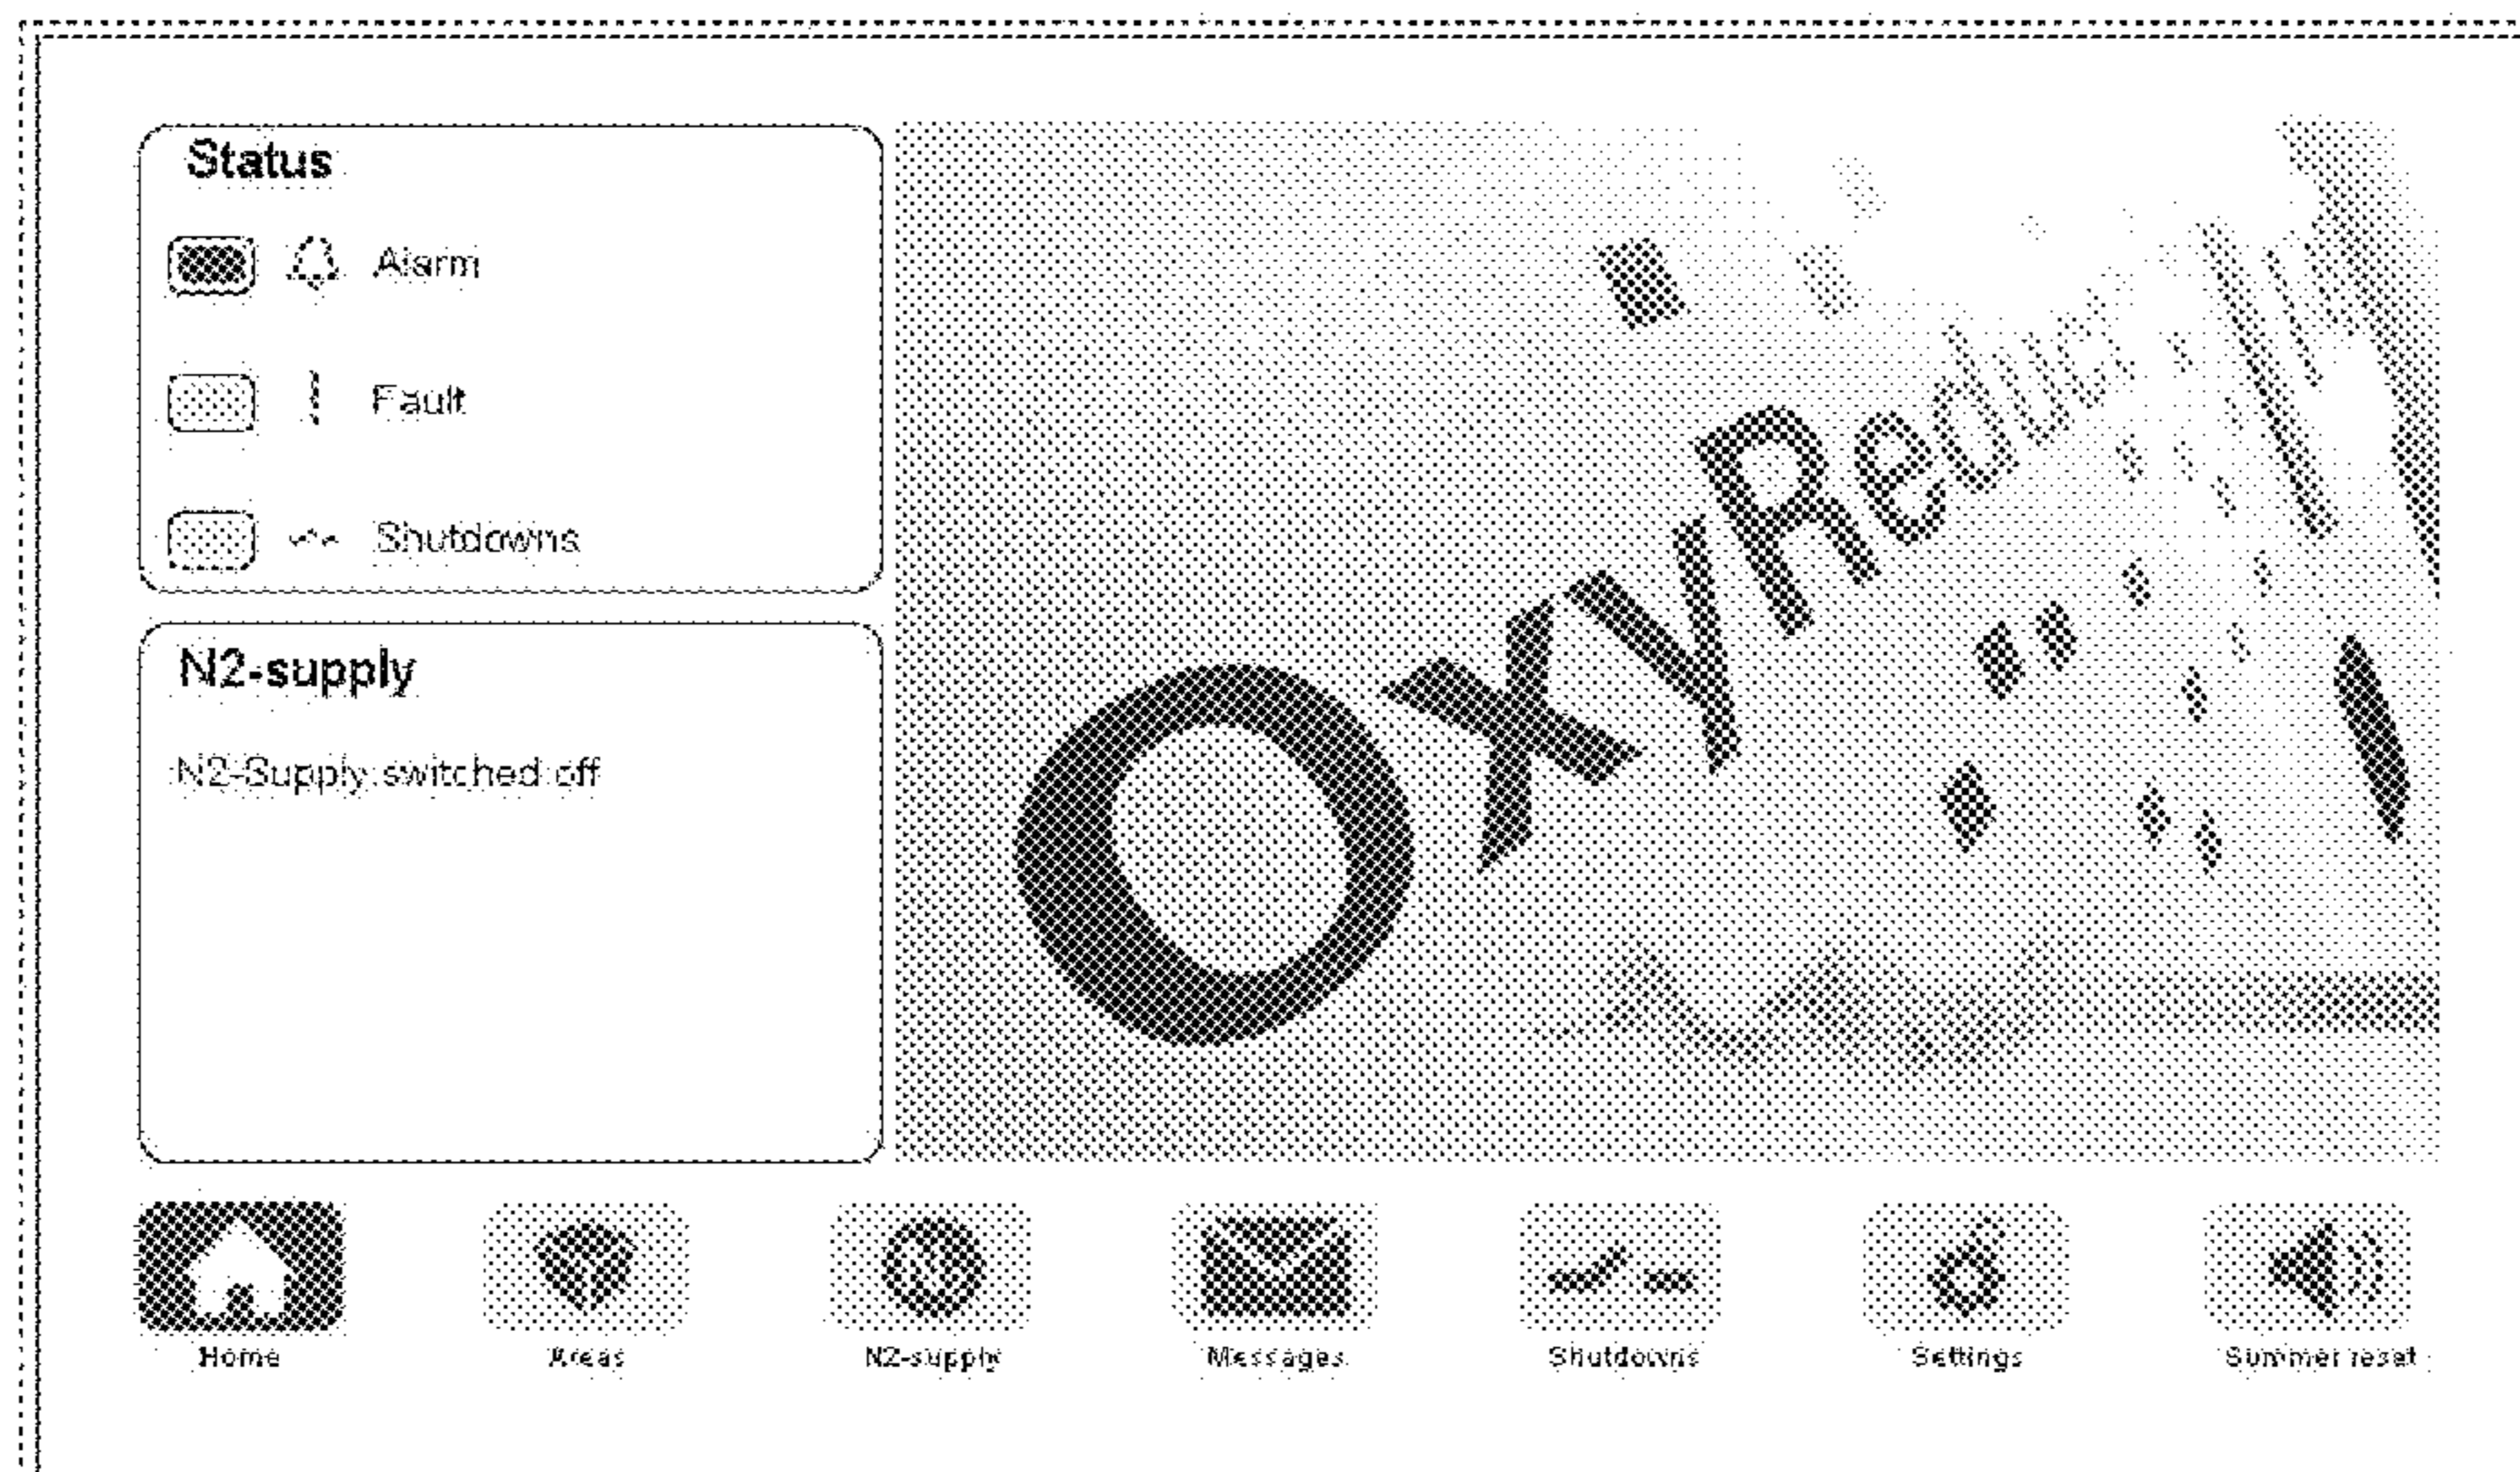 Status
Alarm
Fault
Shutdowns
N2-supply
N2-Supply switched off
OxyReduct
Home
Areas
N2-supply
Messages
Shutdowns
Settings
Summer reset